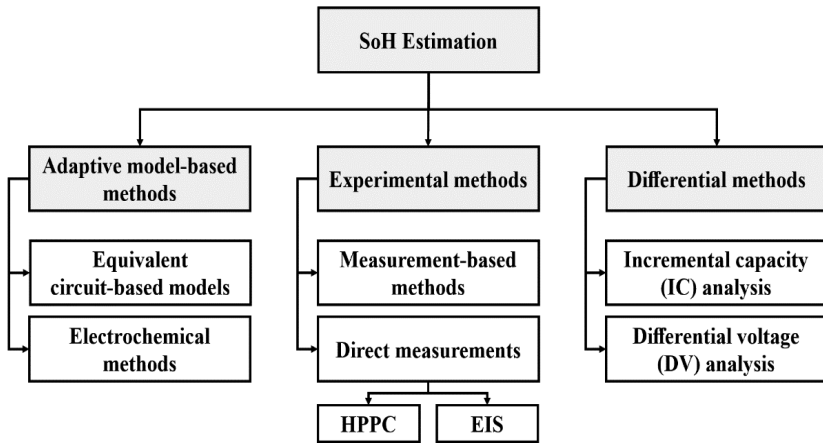 SoH Estimation
Adaptive model-based
methods
Experimental methods
Differential methods
Equivalent
circuit-based models
Measurement-based
methods
Incremental capacity
(IC) analysis
Electrochemical
methods
Direct measurements
Differential voltage
(DV) analysis
HPPC
EIS